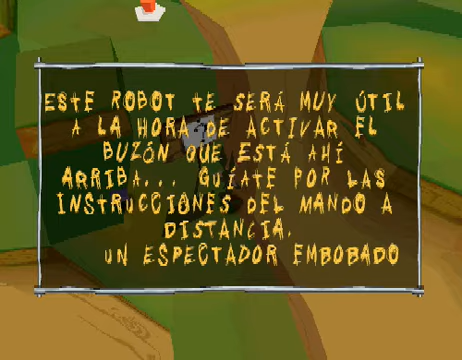 ESTE ROBOT TE SERÁ MUY ÚTIL
A LA HORA DE ACTIVAR EL
BUZÓN QUE ESTÁ AHÍ
ARRIBA... GUÍATE POR LAS
INSTRUCCIONES DEL MANDO A
DISTANCIA.
UN ESPECTADOR EMBOBADO